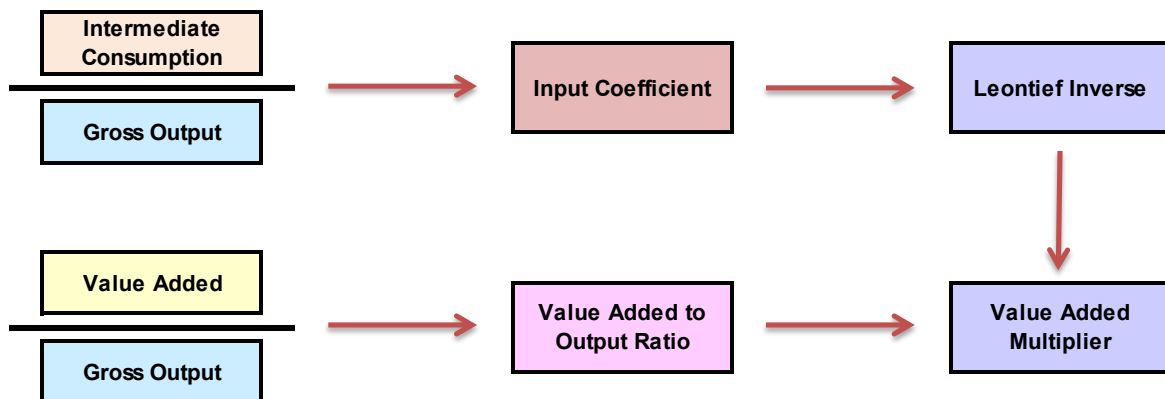 Intermediate
Consumption
Gross Output
Input Coefficient
Leontief Inverse
Value Added
Gross Output
Value Added to
Output Ratio
Value Added
Multiplier